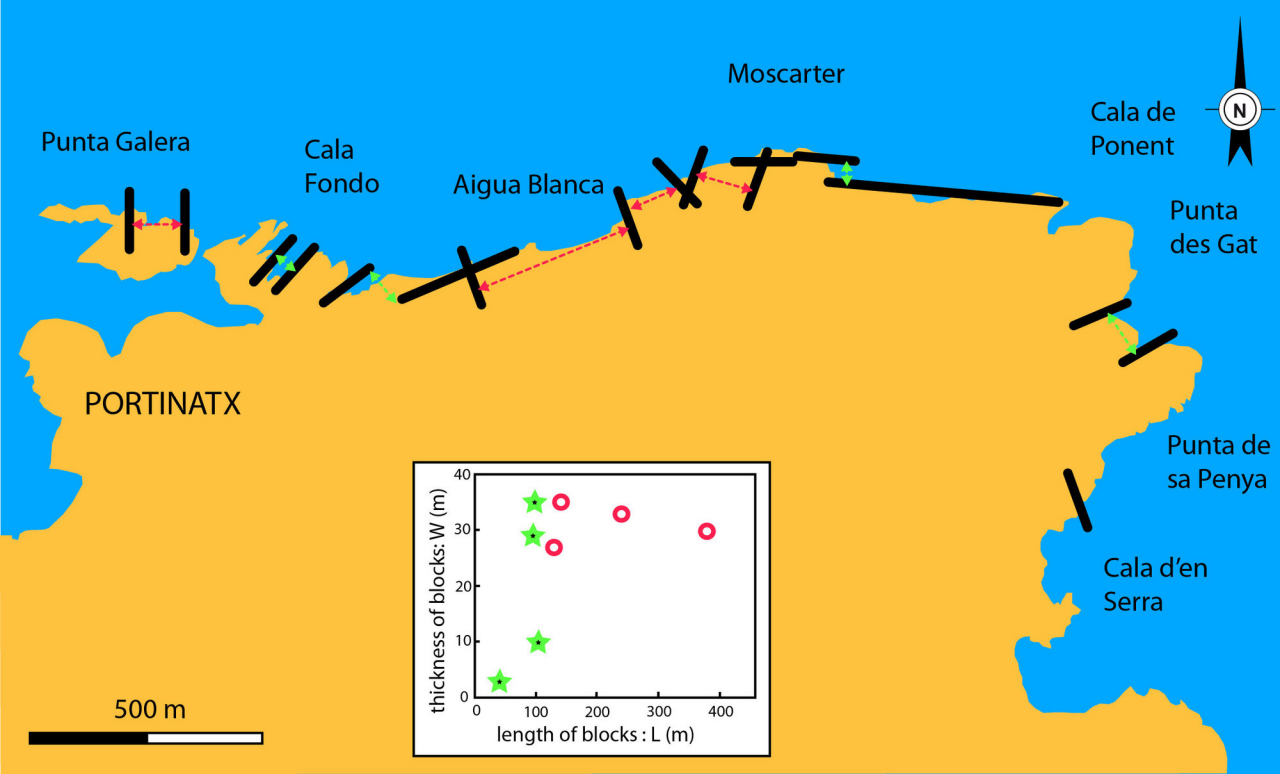 Moscarter
N
Cala de
Ponent
Punta Galera
Cala
Fondo
Aigua Blanca
Punta
des Gat
PORTINATX
Punta de
sa Penya
Cala d'en
Serra
500 m
thickness of blocks: W (m)
40
30
20
10
0
0 100 200 300 400
length of blocks : L (m)